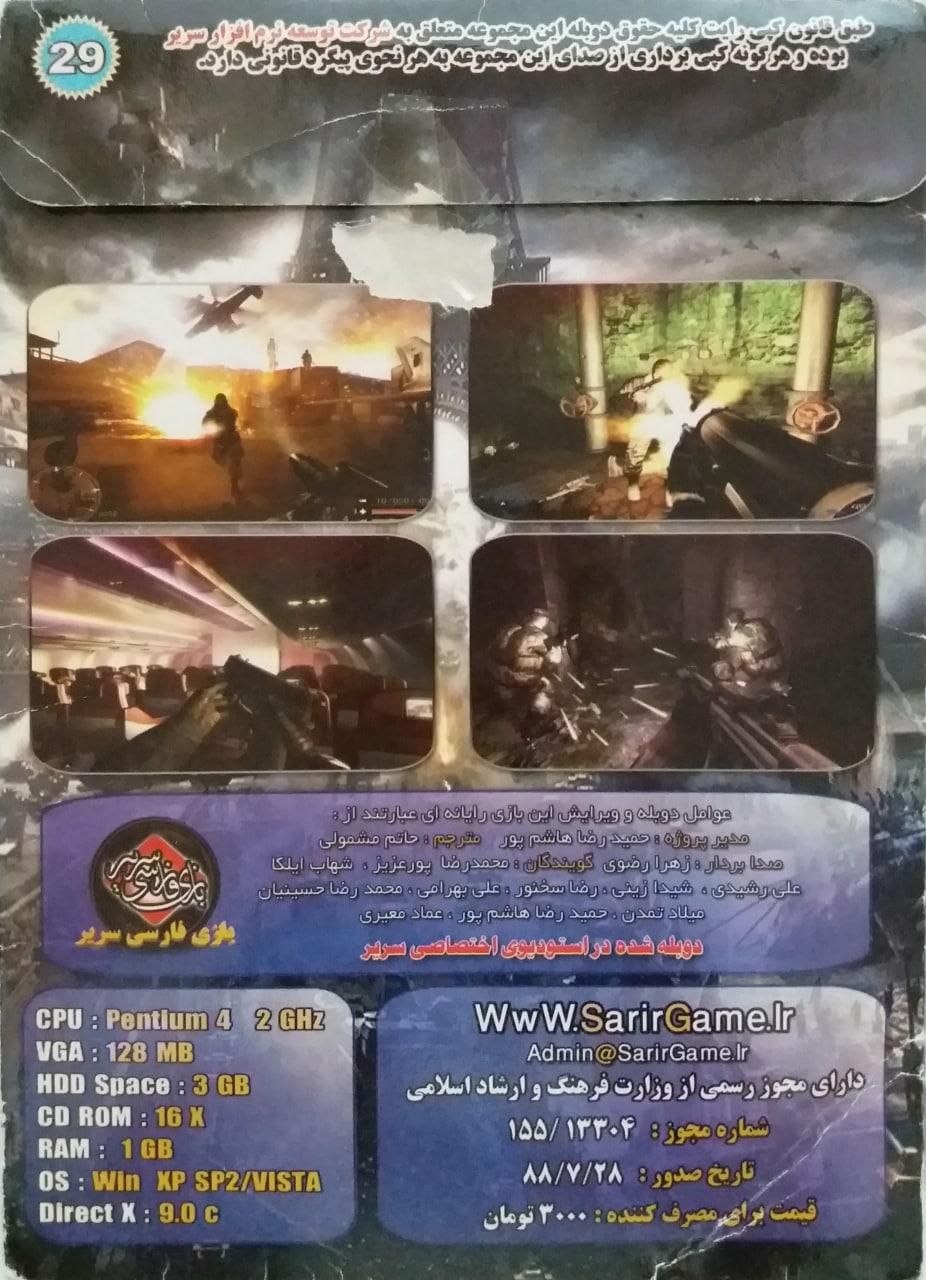 29
طبق قانون کپی رایت کلیه حقوق دوبله این مجموعه متعلق به شرکت توسعه نرم افزار سریر
بوده و هرگونه کپی برداری از صدای این مجموعه به هر نحوی پیگرد قانونی دارد.
عوامل دوبله و ویرایش این بازی رایانه ای عبارتند از :
مدیر پروژه : حمید رضا هاشم پور مترجم : حاتم مشمولی
صدا بردار : زهرا رضوی گویندگان : محمدرضا پورعزیز ، شهاب ایلکا
علی رشیدی ، شیدا زینی ، رضا سخنور ، علی بهرامی ، محمد رضا حسینیان
میلاد تمدن ، حمید رضا هاشم پور ، عماد معیری
دوبله شده در استودیوی اختصاصی سریر
بازی فارسی سریر
CPU : Pentium 4 2 GHz
VGA : 128 MB
HDD Space : 3 GB
CD ROM : 16 X
RAM : 1 GB
OS : Win XP SP2/VISTA
Direct X : 9.0 c
WwW.SarirGame.Ir
Admin@SarirGame.Ir
دارای مجوز رسمی از وزارت فرهنگ و ارشاد اسلامی
شماره مجوز : ۱۵۵/۱۳۳۰۴
تاریخ صدور : ۸۸/۷/۲۸
قیمت برای مصرف کننده : ۳۰۰۰ تومان